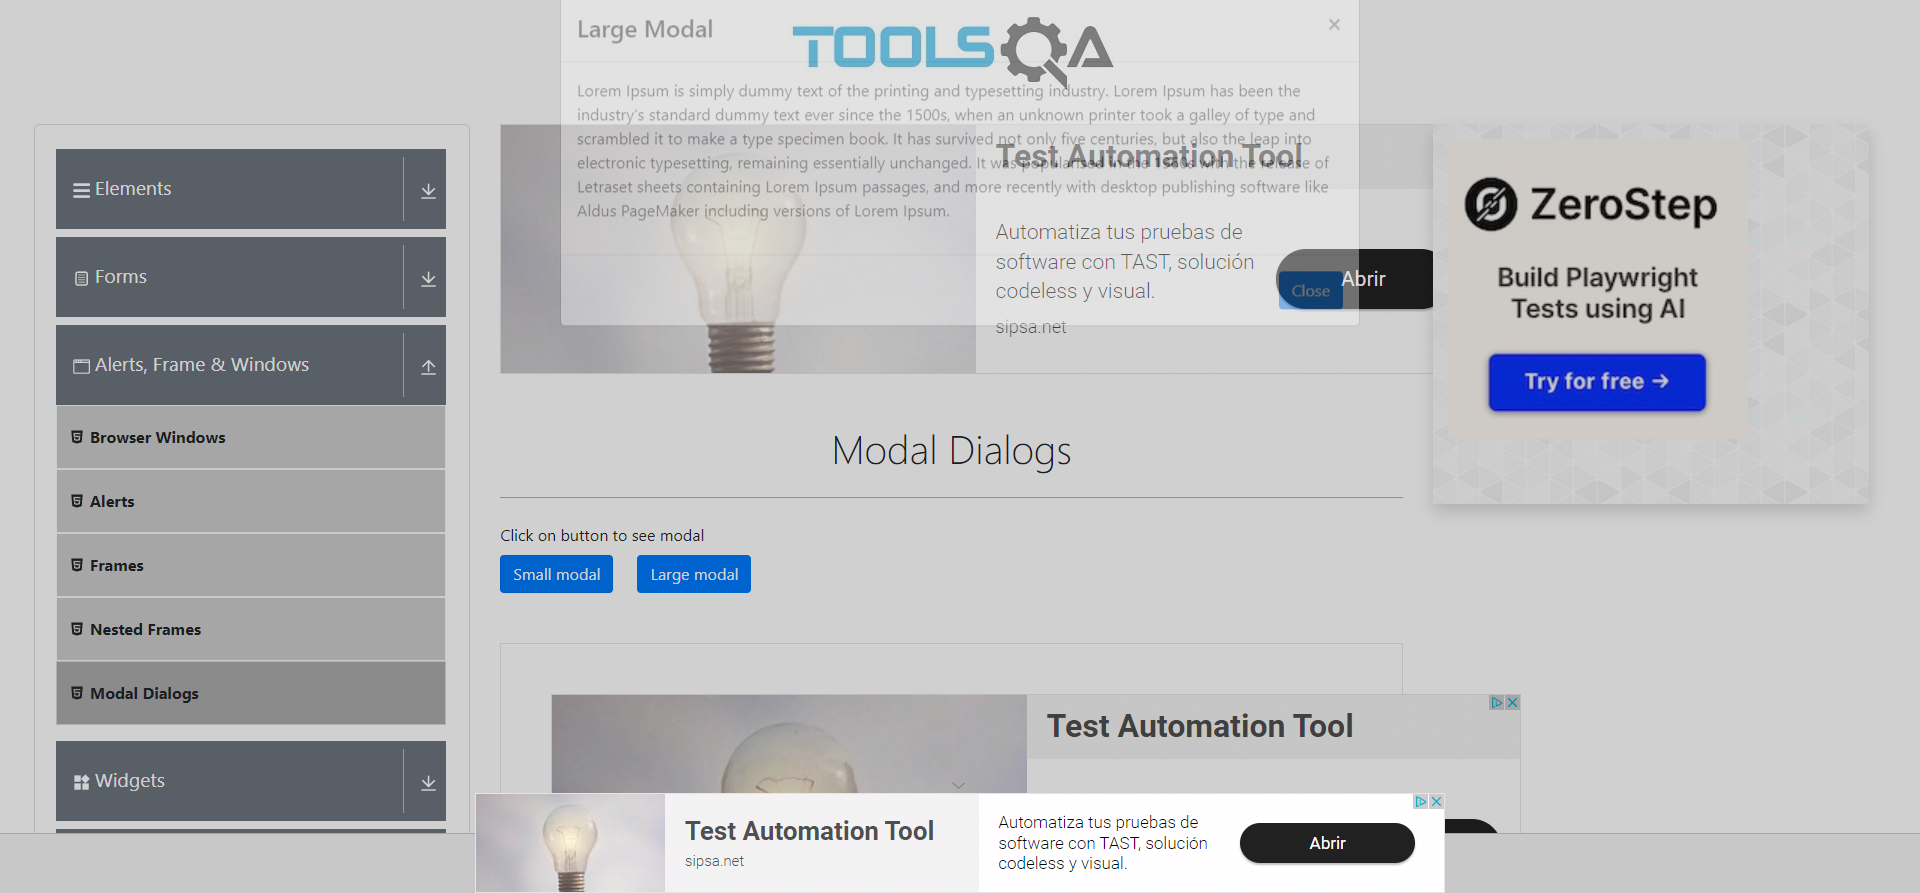 Large Modal
×
TOOLSQA
Lorem Ipsum is simply dummy text of the printing and typesetting industry. Lorem Ipsum has been the
industry's standard dummy text ever since the 1500s, when an unknown printer took a galley of type and
scrambled it to make a type specimen book. It has survived not only five centuries, but also the leap into
electronic typesetting, remaining essentially unchanged. It was popularised in the 1960s with the release of
Letraset sheets containing Lorem Ipsum passages, and more recently with desktop publishing software like
Aldus PageMaker including versions of Lorem Ipsum.
Close
Elements
Forms
Alerts, Frame & Windows
Browser Windows
Alerts
Frames
Nested Frames
Modal Dialogs
Widgets
Test Automation Tool
Automatiza tus pruebas de
software con TAST, solución
codeless y visual.
sipsa.net
Abrir
ZeroStep
Build Playwright
Tests using AI
Try for free →
Modal Dialogs
Click on button to see modal
Small modal
Large modal
Test Automation Tool
Test Automation Tool
sipsa.net
Automatiza tus pruebas de
software con TAST, solución
codeless y visual.
Abrir